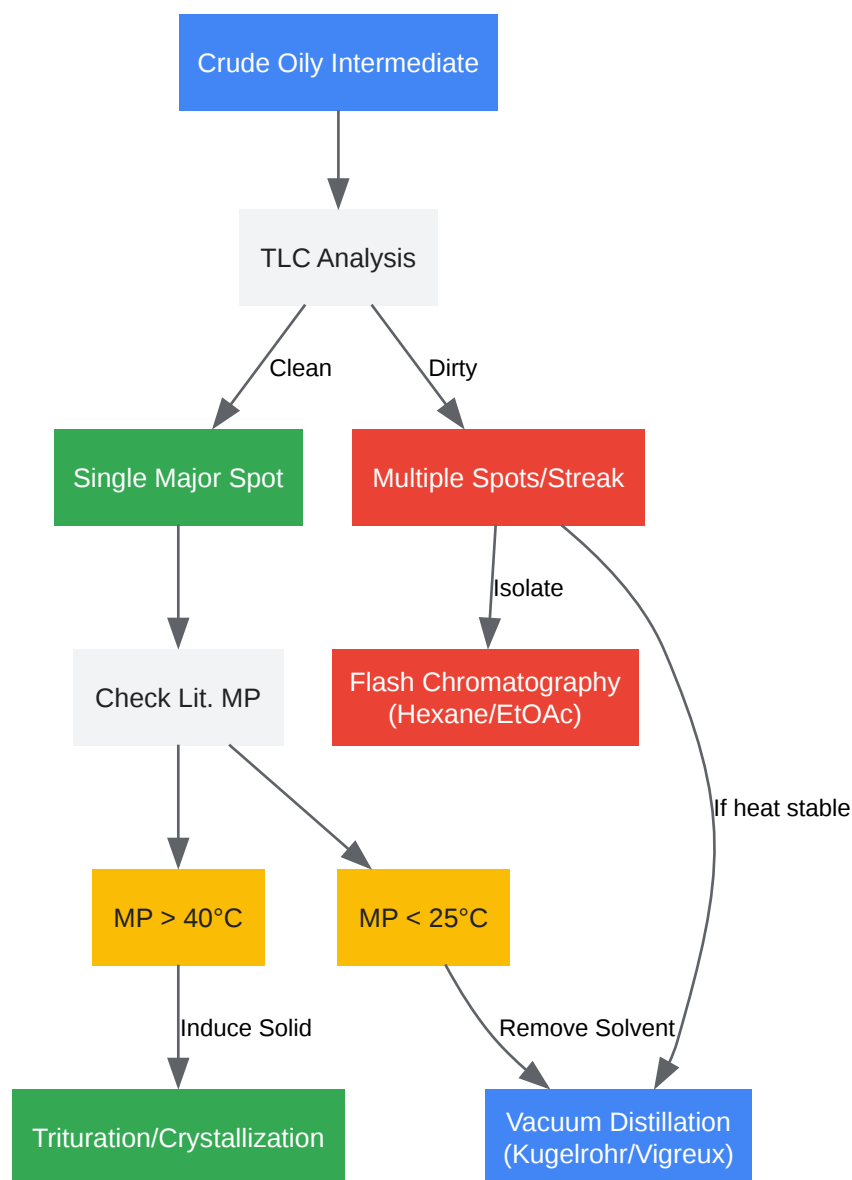 Crude Oily Intermediate
TLC Analysis
Clean
Dirty
Single Major Spot
Multiple Spots/Streak
Isolate
Check Lit. MP
Flash Chromatography
(Hexane/EtOAc)
If heat stable
MP > 40°C
MP < 25°C
Induce Solid
Remove Solvent
Trituration/Crystallization
Vacuum Distillation
(Kugelrohr/Vigreux)